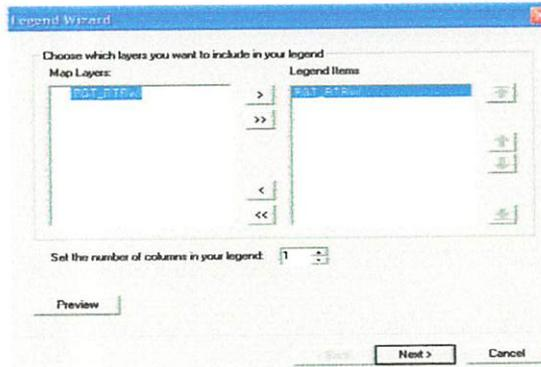 Legend Wizard
Choose which layers you want to include in your legend
Map Layers:
Legend Items
>
>>
<
<<
Set the number of columns in your legend: 1
Preview
Next >
Cancel